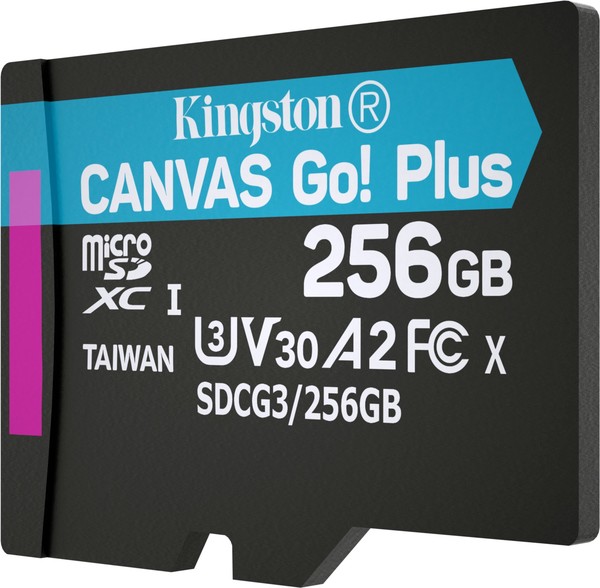 Kingston®
CANVAS Go! Plus
micro SD XC I
256GB
TAIWAN U3 V30 A2 FC X
SDCG3/256GB